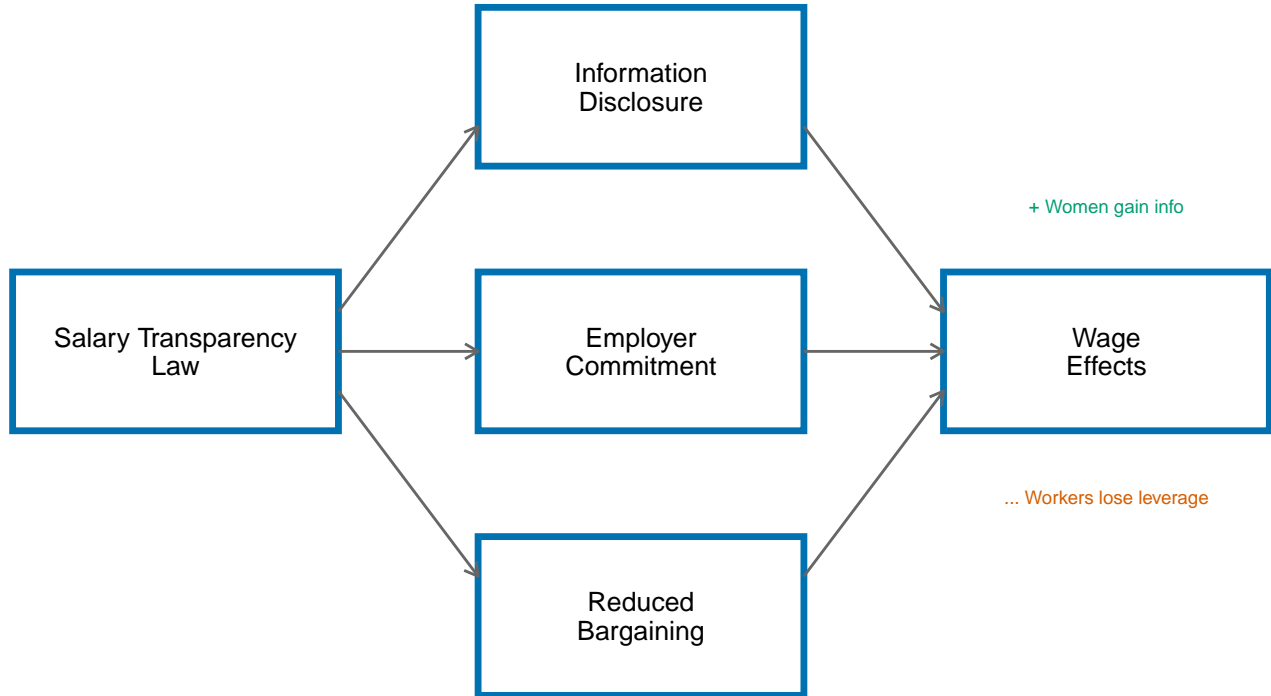 Information
Disclosure
+ Women gain info
Salary Transparency
Law
Employer
Commitment
Wage
Effects
... Workers lose leverage
Reduced
Bargaining